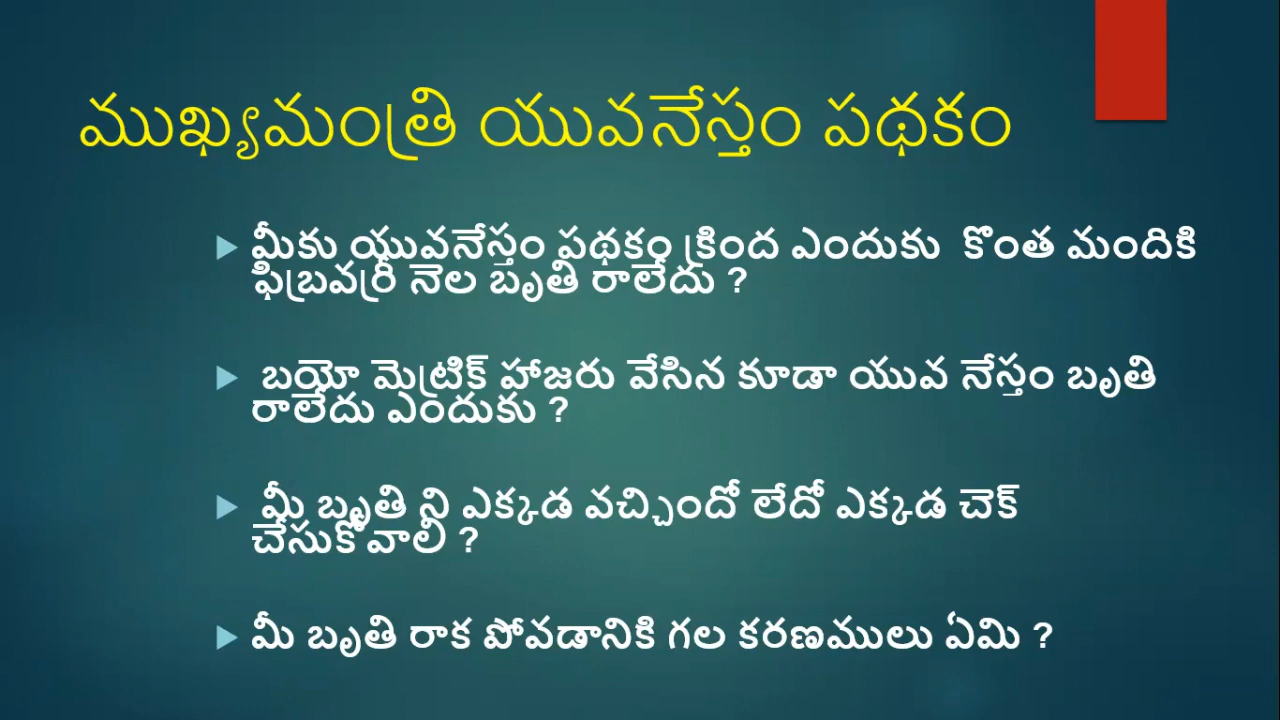 ముఖ్యమంత్రి యువనేస్తం పథకం
మీకు యువనేస్తం పథకం క్రింద ఎందుకు కొంత మందికి
ఫిబ్రవర్రీ నెల బృతి రాలేదు ?
బయో మెట్రిక్ హాజరు వేసిన కూడా యువ నేస్తం బృతి
రాలేదు ఎందుకు ?
మీ బృతి ని ఎక్కడ వచ్చిందో లేదో ఎక్కడ చెక్
చేసుకోవాలి ?
మీ బృతి రాక పోవడానికి గల కరణములు ఏమి ?